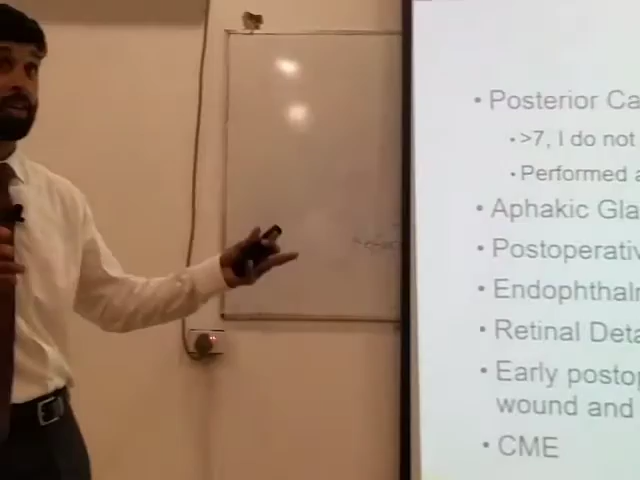 • Posterior Ca
• >7, I do not
• Performed a
• Aphakic Gla
• Postoperativ
• Endophthalm
• Retinal Deta
• Early postop
wound and
• CME